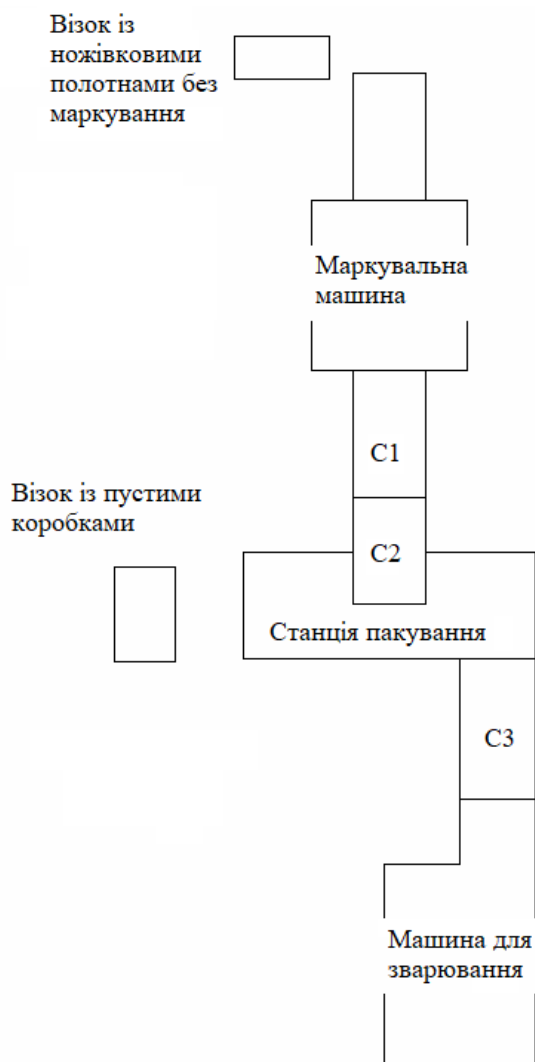 Візок із
ножівковими
полотнами без
маркування
Маркувальна
машина
С1
Візок із пустими
коробками
С2
Станція пакування
С3
Машина для
зварювання